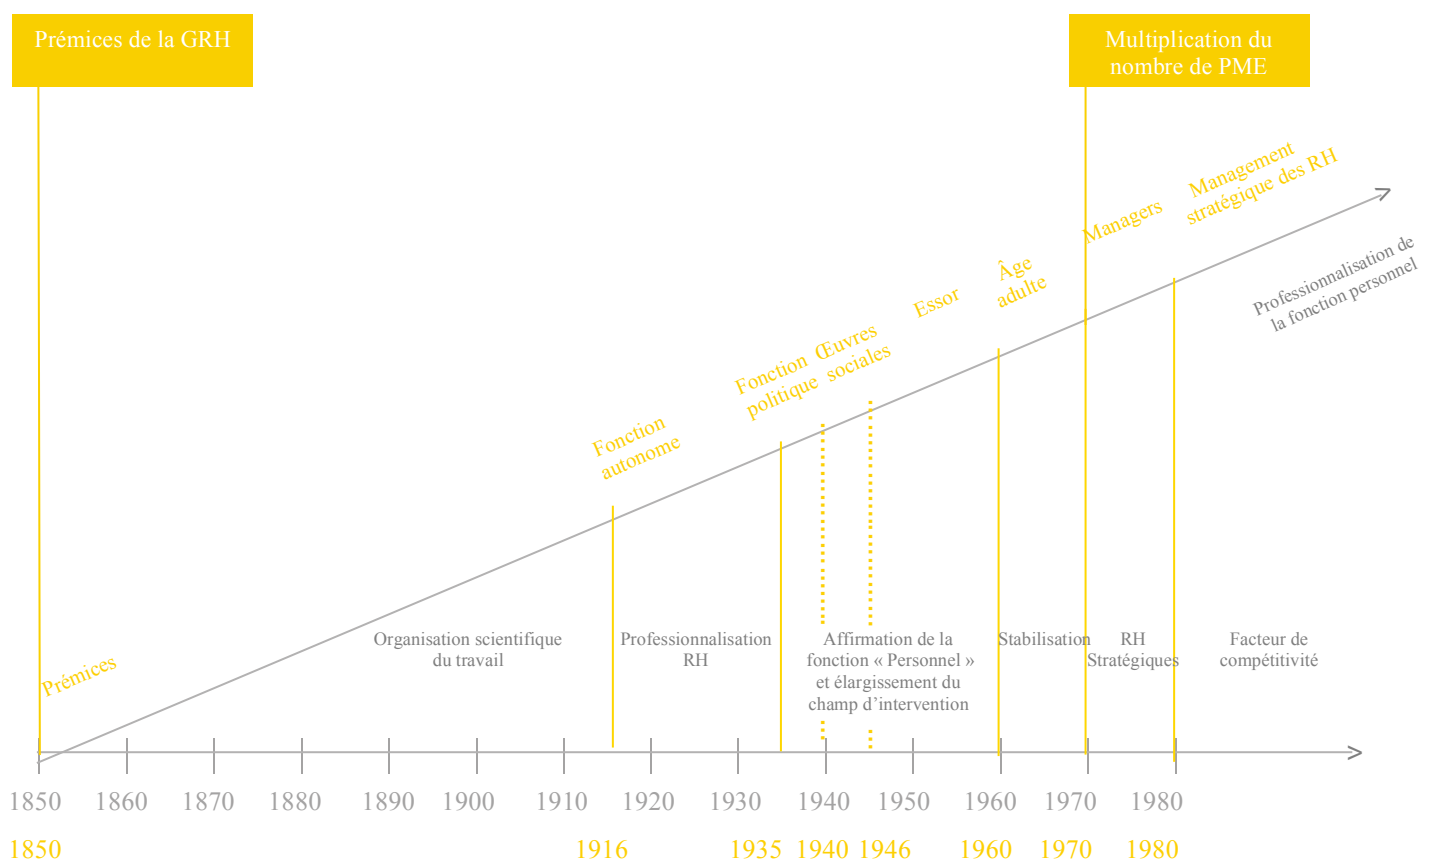 Prémices de la GRH
Multiplication du
nombre de PME
Management
stratégique des RH
Managers
Professionnalisation de
la fonction personnel
Âge
adulte
Essor
Œuvres
sociales
Fonction
politique
Fonction
autonome
Prémices
Organisation scientifique
du travail
Professionnalisation
RH
Affirmation de la
fonction « Personnel »
et élargissement du
champ d’intervention
Stabilisation
RH
Stratégiques
Facteur de
compétitivité
1850 1860 1870 1880 1890 1900 1910 1920 1930 1940 1950 1960 1970 1980
1850 1916 1935 1940 1946 1960 1970 1980